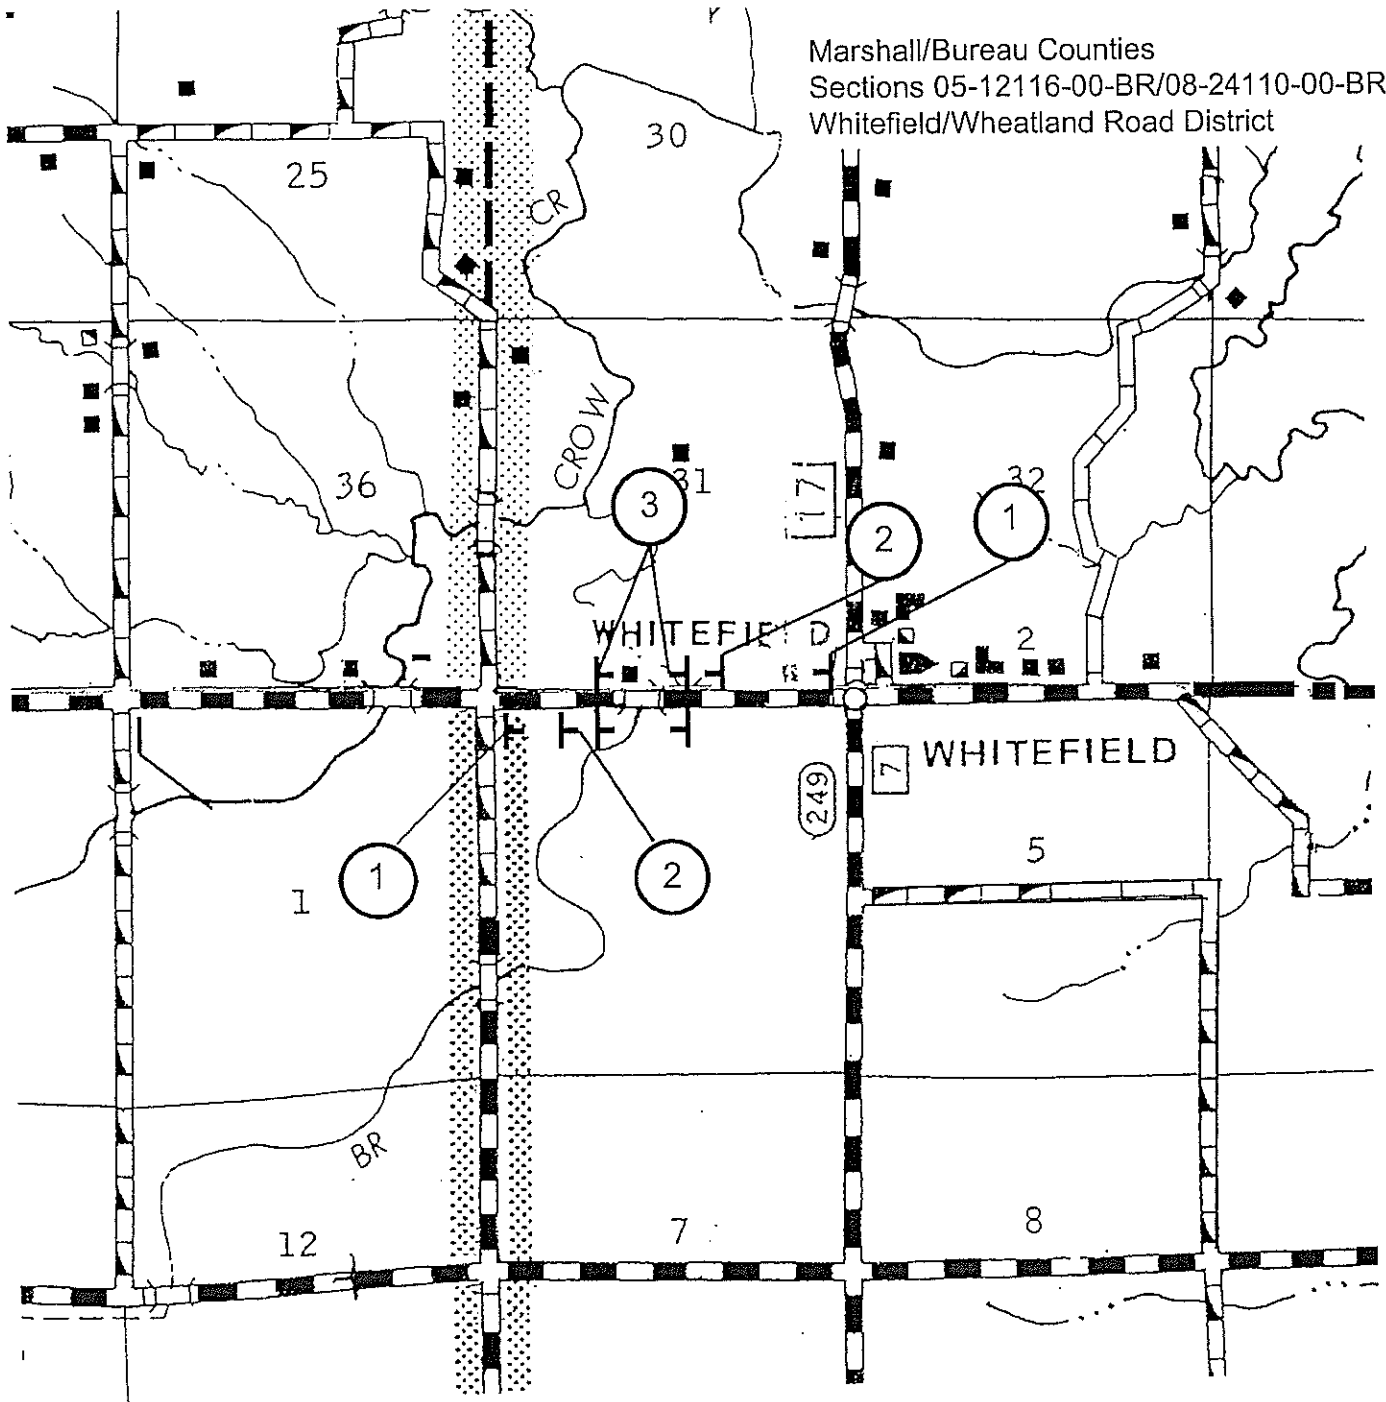 Marshall/Bureau Counties
Sections 05-12116-00-BR/08-24110-00-BR
Whitefield/Wheatland Road District
30
25
CR
CROW
36
31
32
3
17
2
1
WHITEFIELD
2
WHITEFIELD
7
249
5
1
1
2
BR
12
7
8